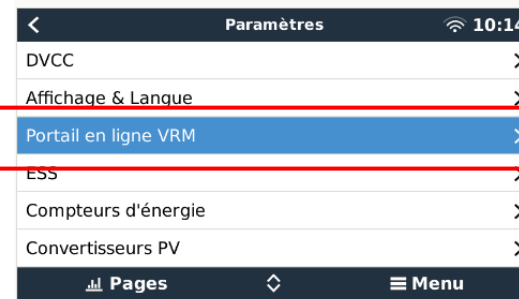 Paramètres 10:14
DVCC
Affichage & Langue
Portail en ligne VRM
ESS
Compteurs d'énergie
Convertisseurs PV
Pages Menu